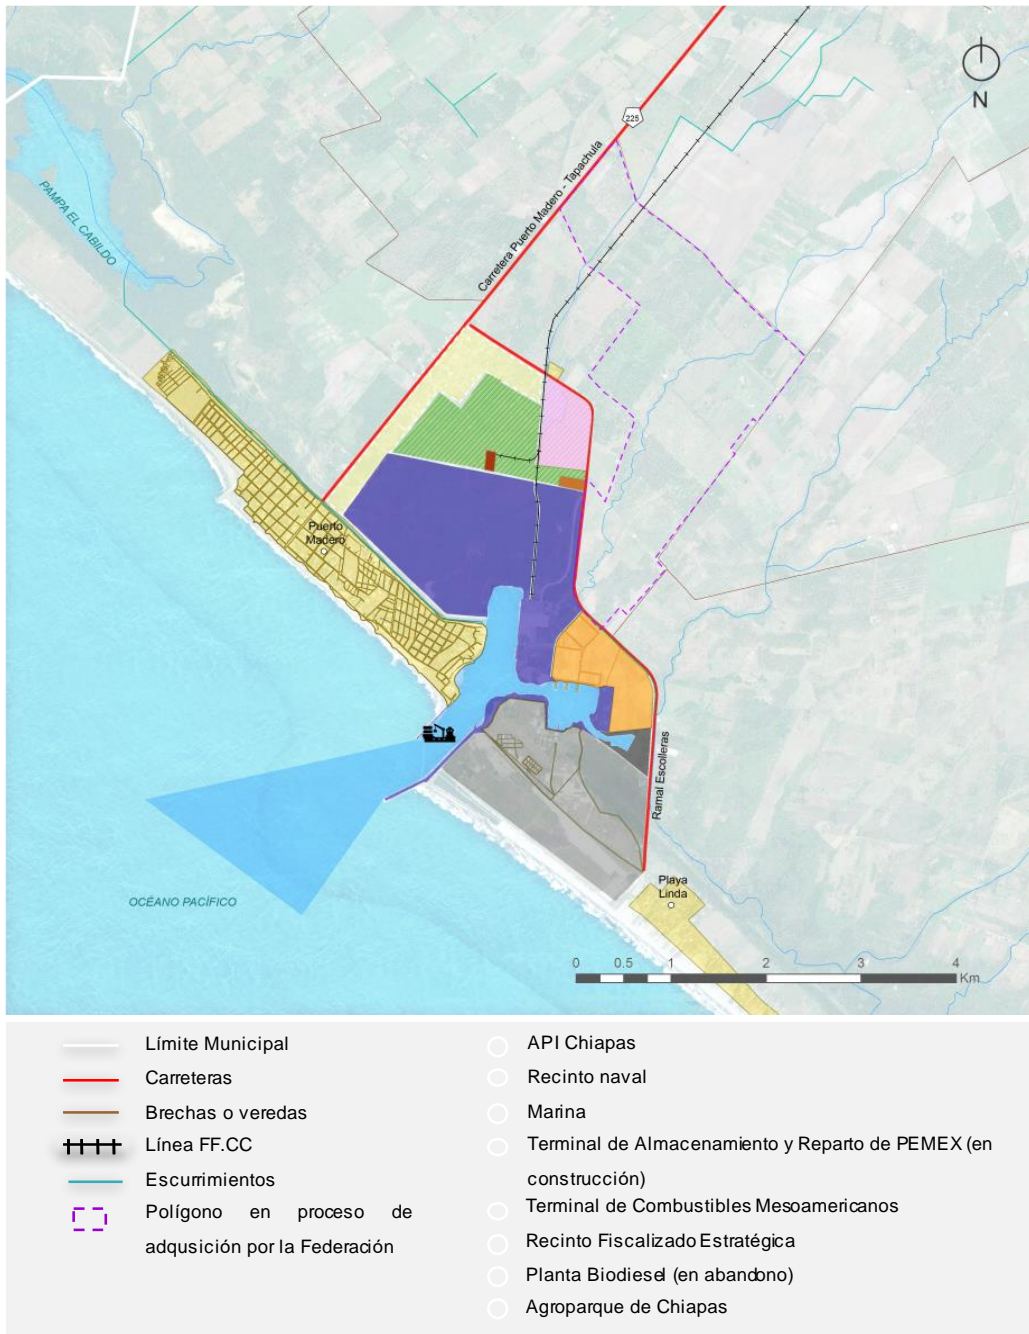 N
225
Carretera Puerto Madero - Tapachula
PAMPA EL CABILDO
Puerto
Madero
Ramal Escolleras
Playa
Linda
OCÉANO PACÍFICO
0 0.5 1 2 3 4
Km
Límite Municipal
Carreteras
Brechas o veredas
Línea FF.CC
Escurrimientos
Polígono en proceso de
adqusición por la Federación
API Chiapas
Recinto naval
Marina
Terminal de Almacenamiento y Reparto de PEMEX (en
construcción)
Terminal de Combustibles Mesoamericanos
Recinto Fiscalizado Estratégica
Planta Biodiesel (en abandono)
Agroparque de Chiapas